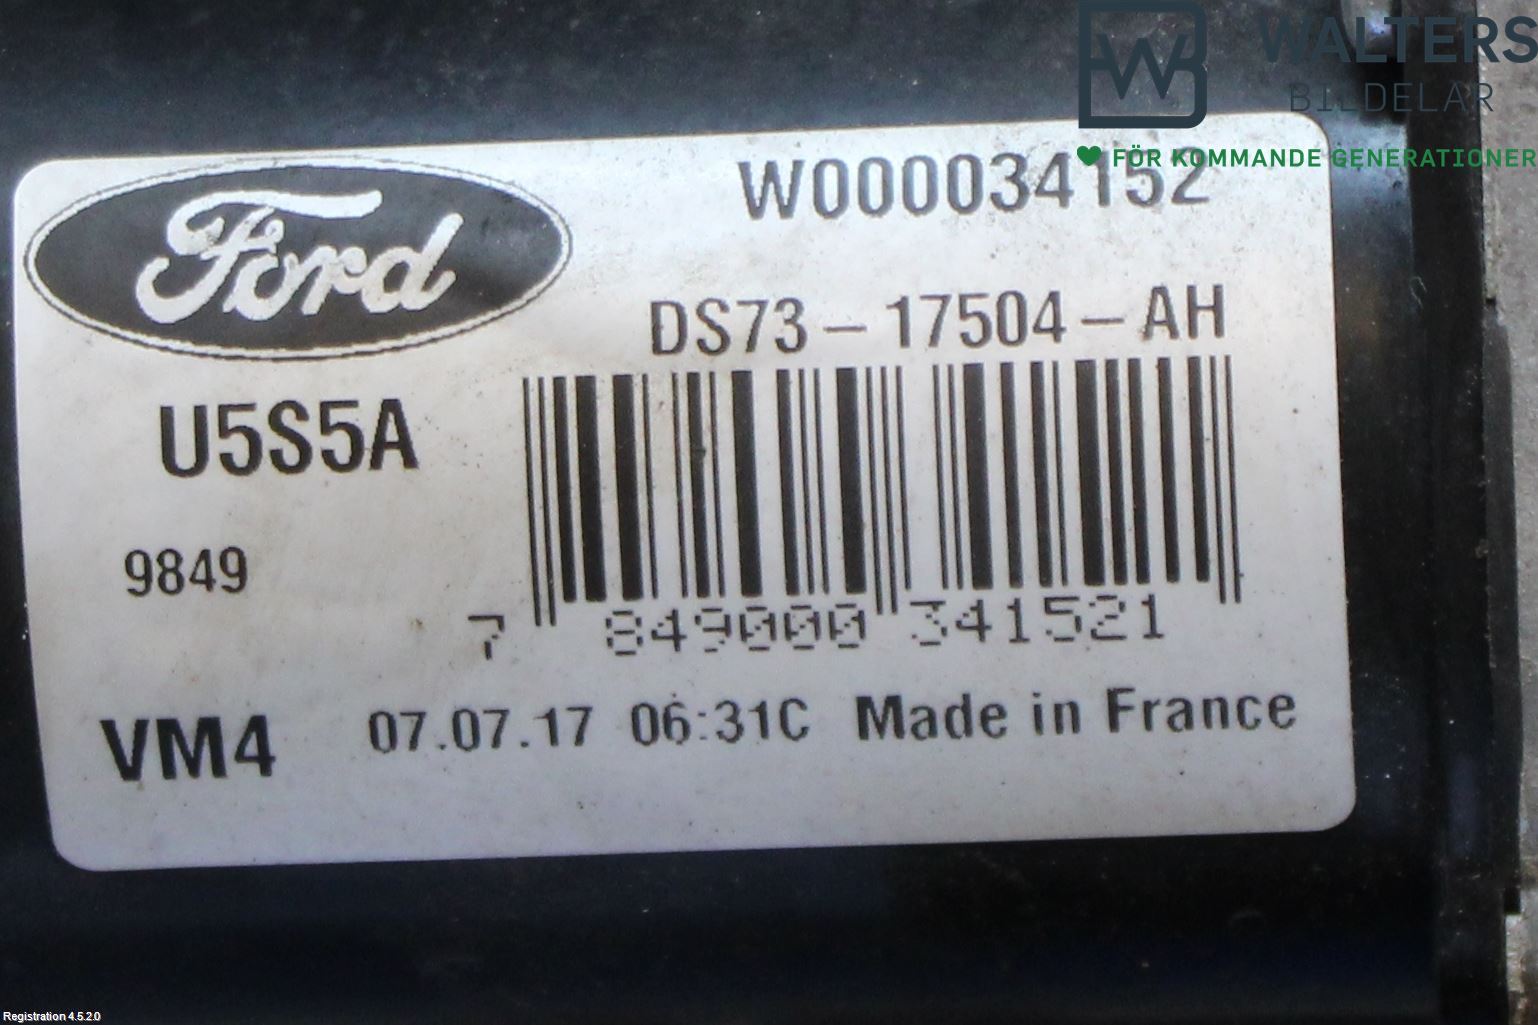 WALTERS
BILDELAR
FÖR KOMMANDE GENERATIONER
Ford
W000034152
DS73-17504-AH
U5S5A
9849
7 849000 341521
VM4 07.07.17 06:31C Made in France
Registration 4.5.2.0